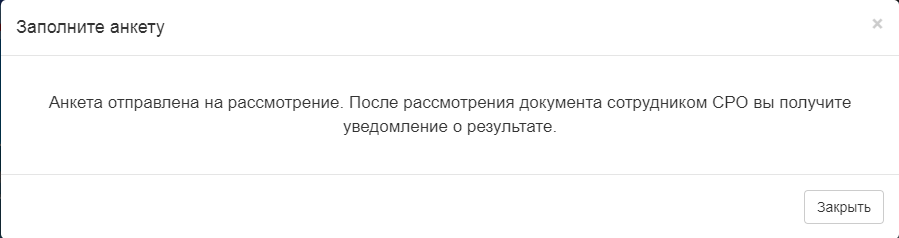 Заполните анкету
×
Анкета отправлена на рассмотрение. После рассмотрения документа сотрудником СРО вы получите
уведомление о результате.
Закрыть